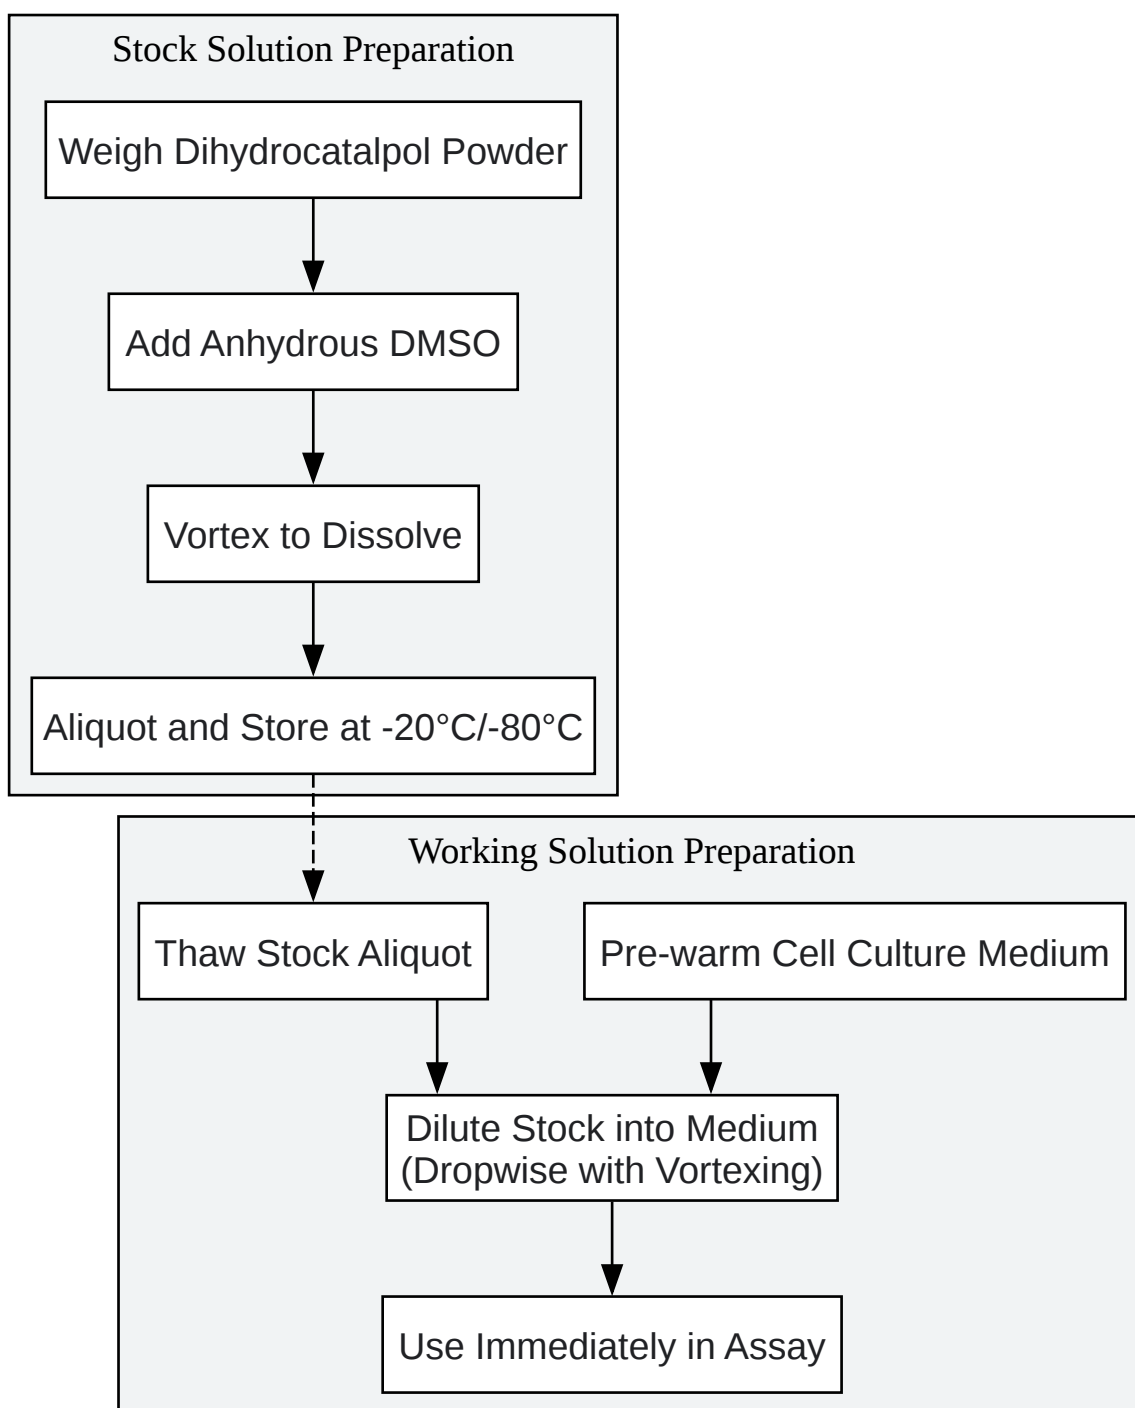 Stock Solution Preparation
Weigh Dihydrocatalpol Powder
Add Anhydrous DMSO
Vortex to Dissolve
Aliquot and Store at -20°C/-80°C
Working Solution Preparation
Thaw Stock Aliquot
Pre-warm Cell Culture Medium
Dilute Stock into Medium
(Dropwise with Vortexing)
Use Immediately in Assay